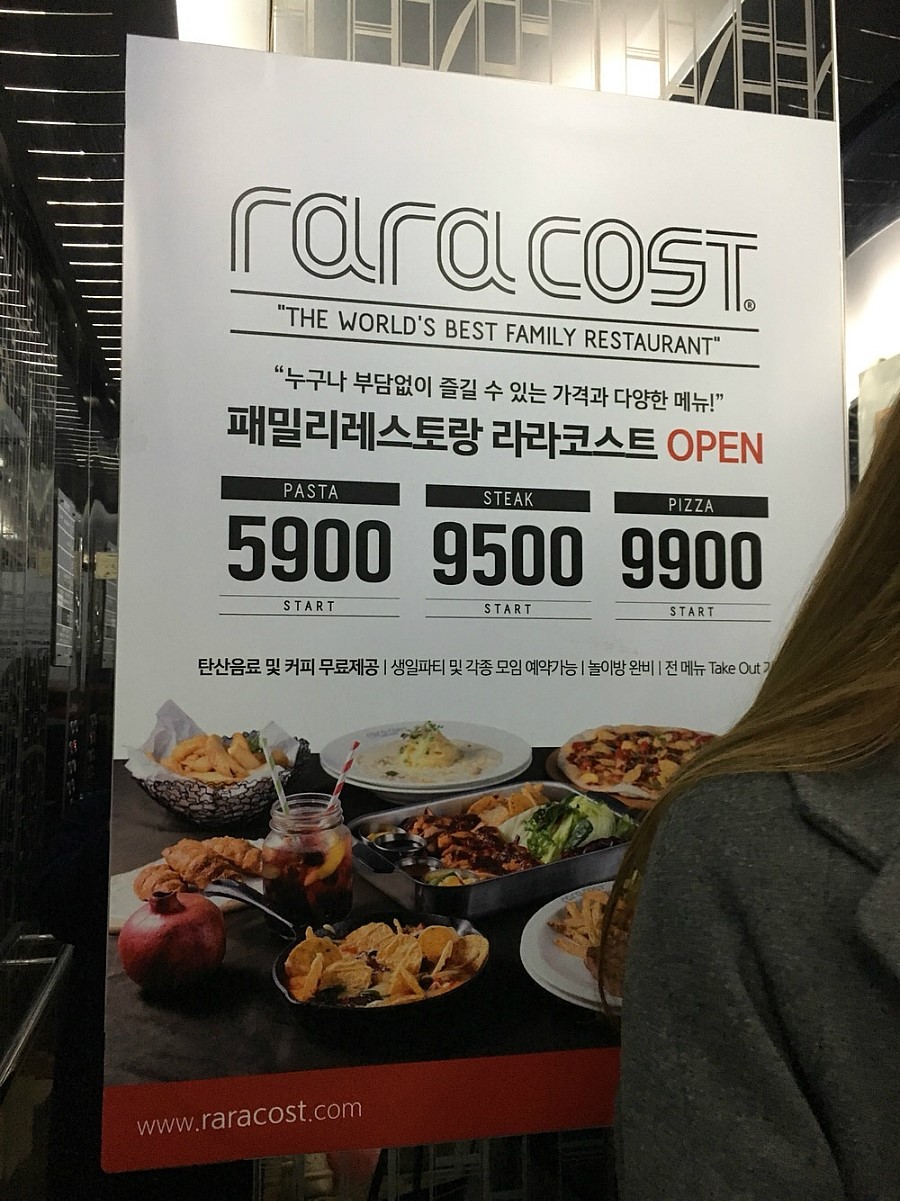 rara COST®
"THE WORLD'S BEST FAMILY RESTAURANT"
“누구나 부담없이 즐길 수 있는 가격과 다양한 메뉴!”
패밀리레스토랑 라라코스트 OPEN
PASTA STEAK PIZZA
5900 9500 9900
START START START
탄산음료 및 커피 무료제공 | 생일파티 및 각종 모임 예약가능 | 놀이방 완비 | 전 메뉴 Take Out
www.raracost.com